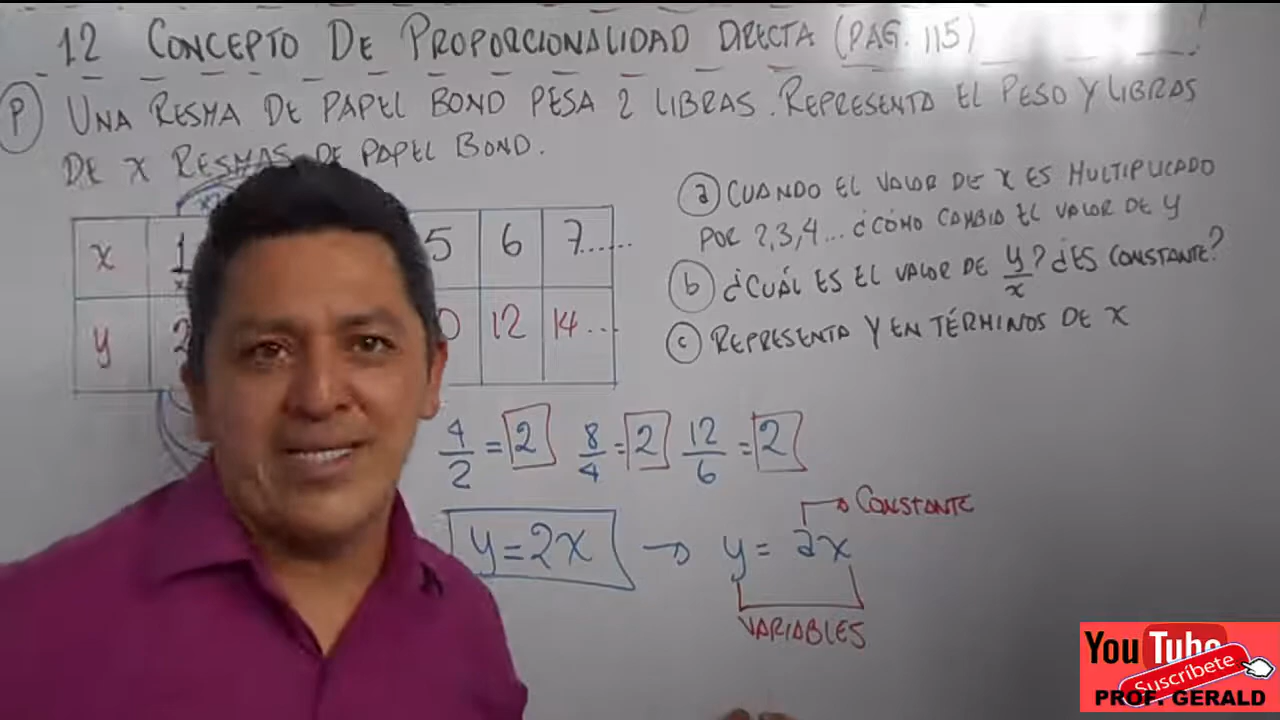 12 CONCEPTO DE PROPORCIONALIDAD DIRECTA (PAG. 115)
P UNA RESMA DE PAPEL BOND PESA 2 LIBRAS. REPRESENTA EL PESO Y LIBRAS
DE X RESMAS DE PAPEL BOND.
a CUANDO EL VALOR DE X ES MULTIPLICADO
POR 2,3,4... ¿CÓMO CAMBIA EL VALOR DE Y
b ¿CUÁL ES EL VALOR DE y/x? ¿ES CONSTANTE?
c REPRESENTA Y EN TÉRMINOS DE X
x 1 5 6 7......
y 2 0 12 14...
4/2 = 2 8/4 = 2 12/6 = 2
CONSTANTE
y=2x → y= 2x
VARIABLES
YouTube
Suscríbete
PROF. GERALD